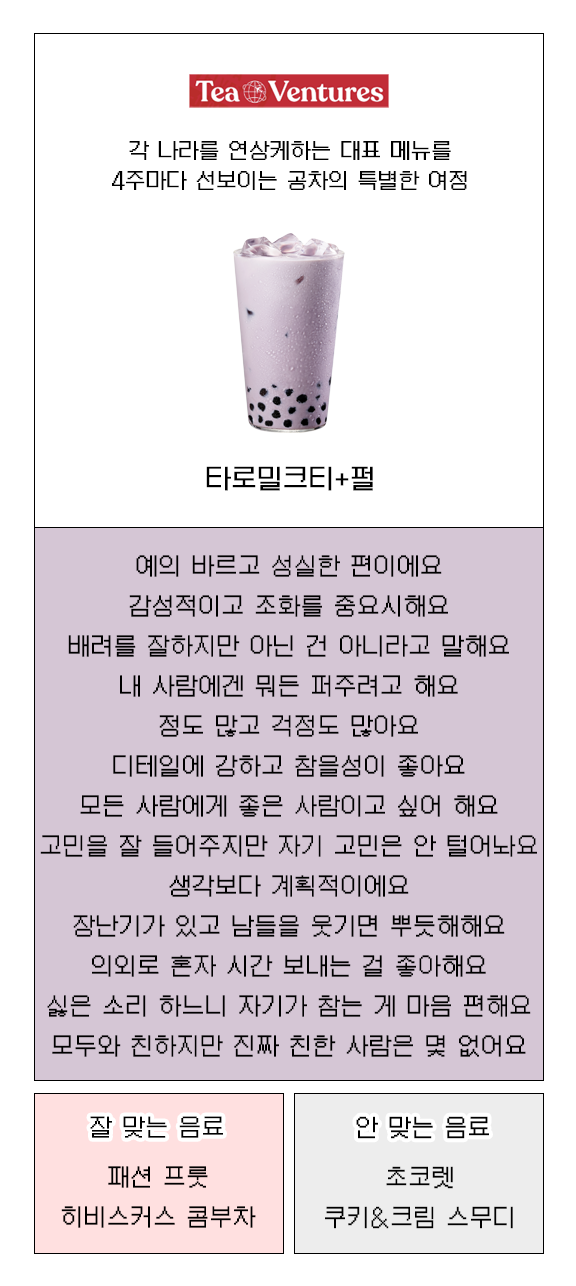 Tea Ventures
각 나라를 연상케하는 대표 메뉴를
4주마다 선보이는 공차의 특별한 여정
타로밀크티+펄
예의 바르고 성실한 편이에요
감성적이고 조화를 중요시해요
배려를 잘하지만 아닌 건 아니라고 말해요
내 사람에겐 뭐든 퍼주려고 해요
정도 많고 걱정도 많아요
디테일에 강하고 참을성이 좋아요
모든 사람에게 좋은 사람이고 싶어 해요
고민을 잘 들어주지만 자기 고민은 안 털어놔요
생각보다 계획적이에요
장난기가 있고 남들을 웃기면 뿌듯해해요
의외로 혼자 시간 보내는 걸 좋아해요
싫은 소리 하느니 자기가 참는 게 마음 편해요
모두와 친하지만 진짜 친한 사람은 몇 없어요
잘 맞는 음료
패션 프룻
히비스커스 콤부차
안 맞는 음료
초코렛
쿠키&크림 스무디